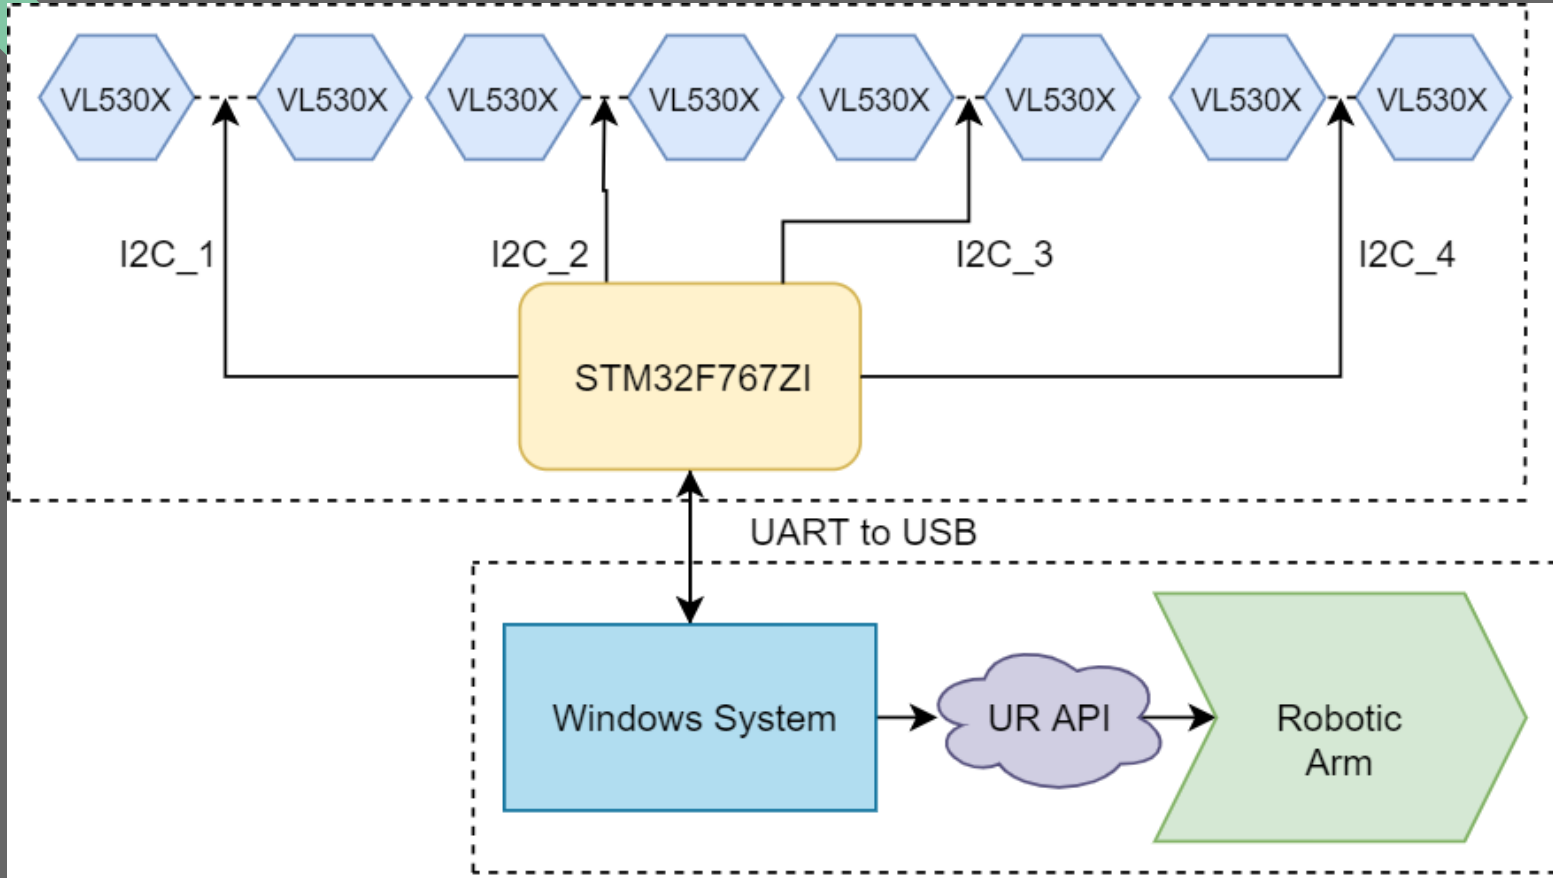 VL530X
VL530X
VL530X
VL530X
VL530X
VL530X
VL530X
VL530X
I2C_1
I2C_2
I2C_3
I2C_4
STM32F767ZI
UART to USB
Windows System
UR API
Robotic
Arm